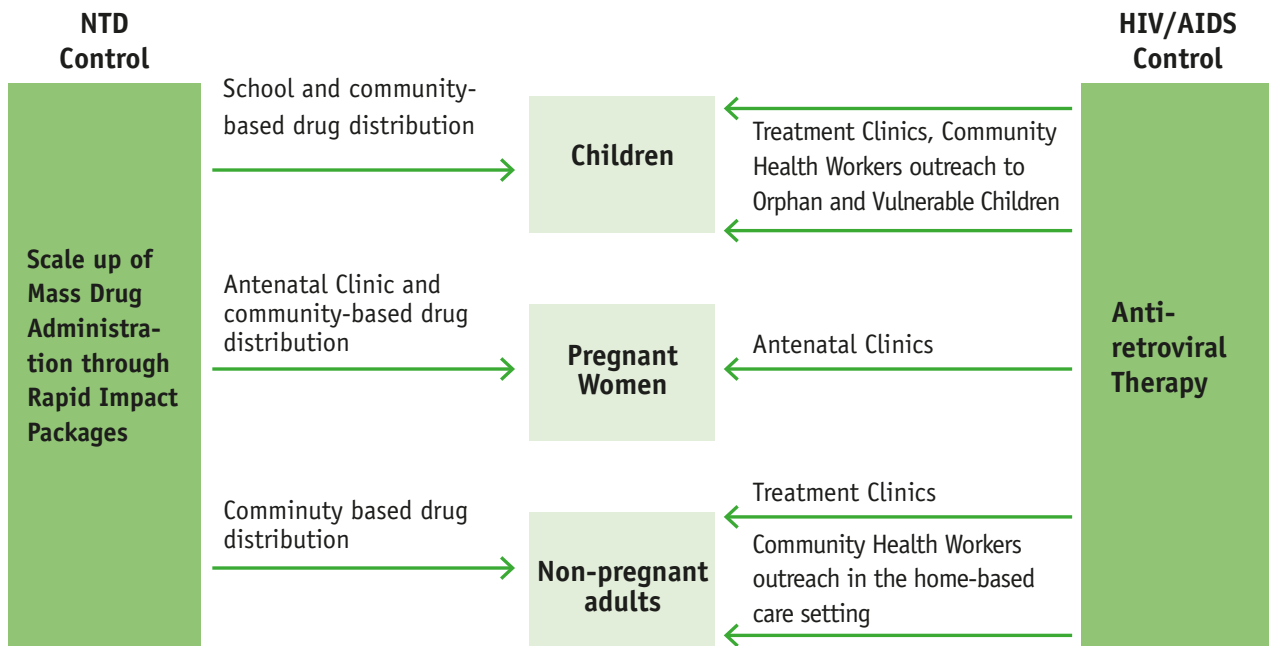 NTD
Control
HIV/AIDS
Control
School and community-
based drug distribution
Children
Treatment Clinics, Community
Health Workers outreach to
Orphan and Vulnerable Children
Scale up of
Mass Drug
Administra-
tion through
Rapid Impact
Packages
Antenatal Clinic and
community-based drug
distribution
Pregnant
Women
Antenatal Clinics
Anti-
retroviral
Therapy
Comminuty based drug
distribution
Non-pregnant
adults
Treatment Clinics
Community Health Workers
outreach in the home-based
care setting